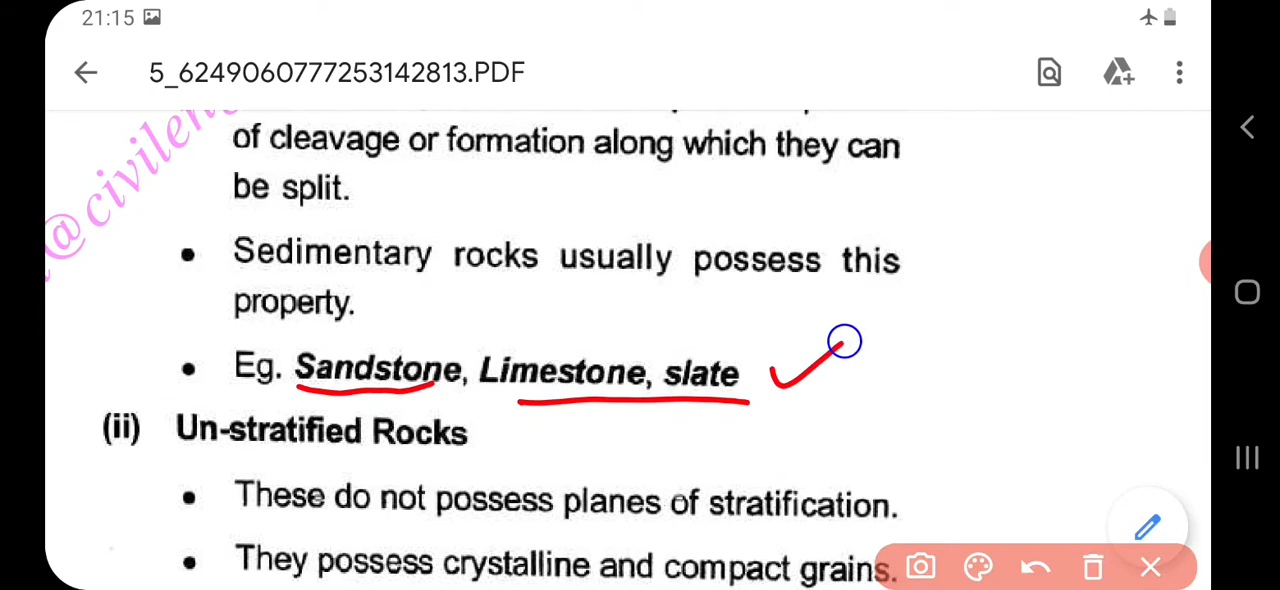 21:15
5_6249060777253142813.PDF
@civilen
of cleavage or formation along which they can
be split.
• Sedimentary rocks usually possess this
property.
• Eg. Sandstone, Limestone, slate
(ii) Un-stratified Rocks
• These do not possess planes of stratification.
• They possess crystalline and compact grains.